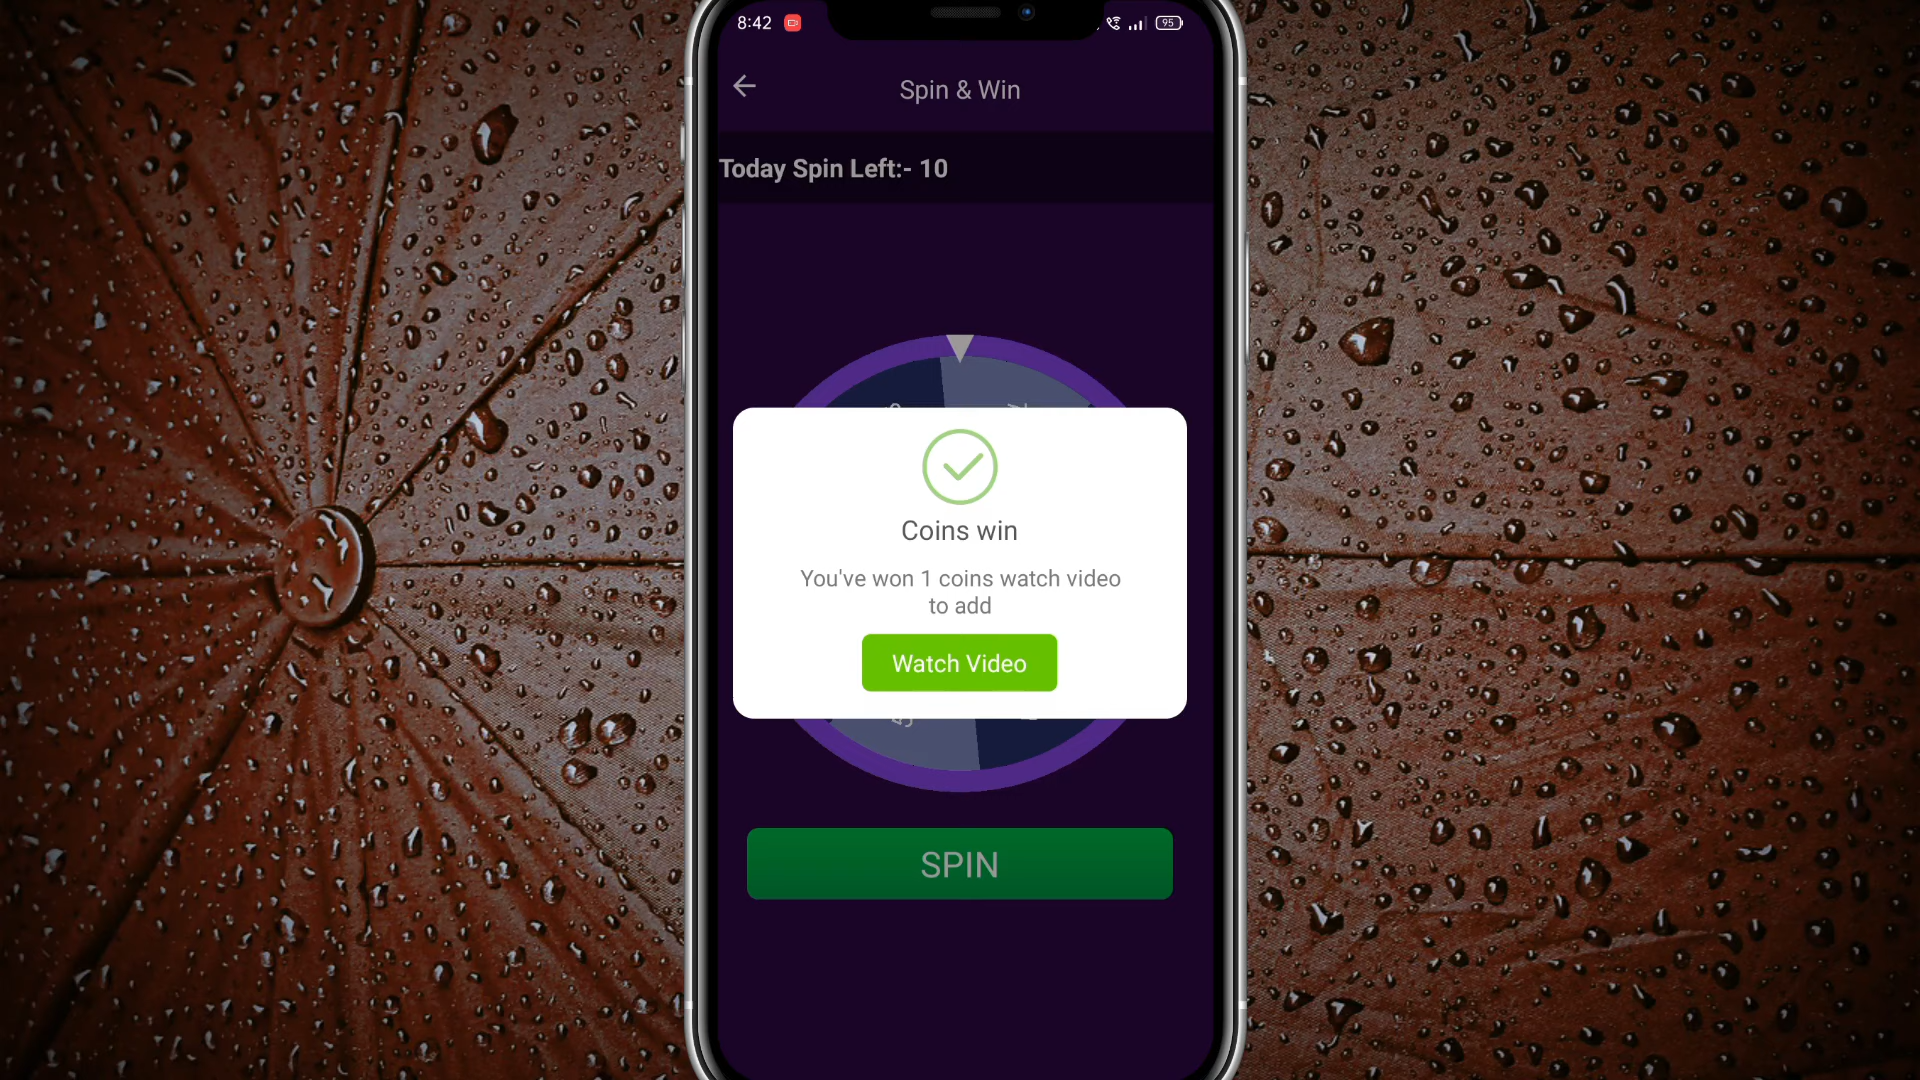 8:42
95
Spin & Win
Today Spin Left:- 10
Coins win
You've won 1 coins watch video
to add
Watch Video
SPIN